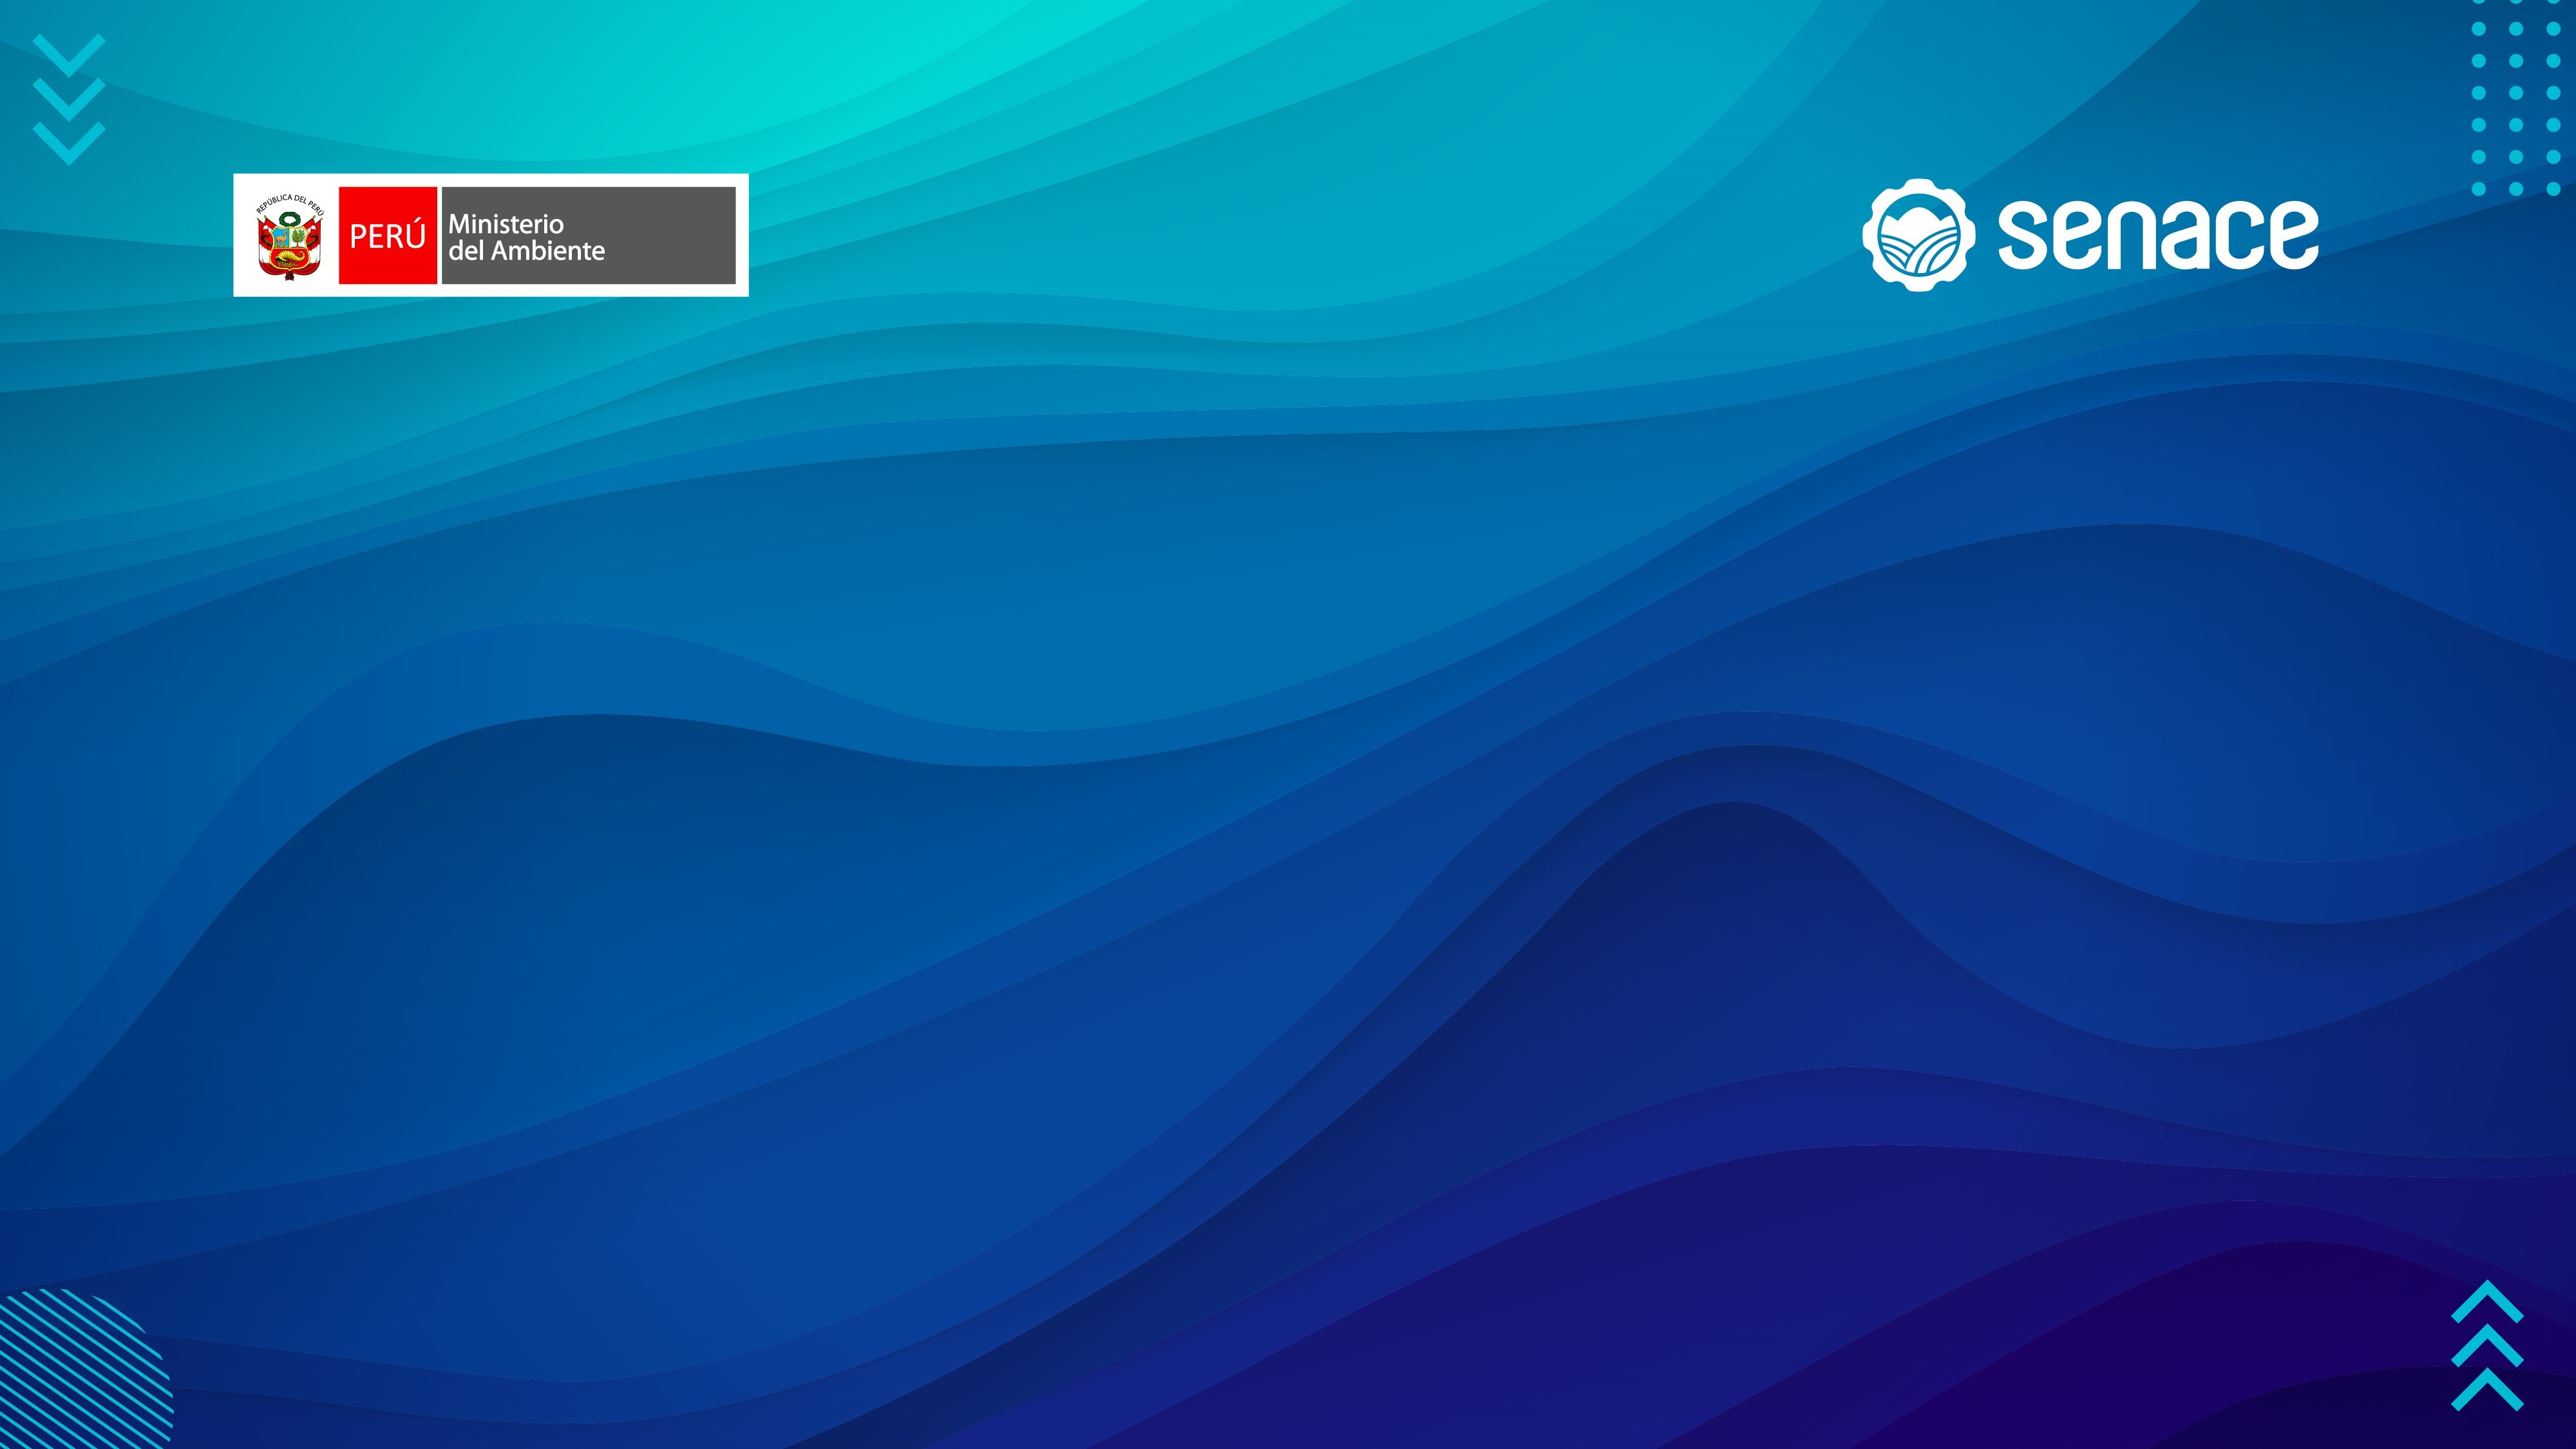 REPÚBLICA DEL PERÚ
PERÚ
Ministerio
del Ambiente
senace